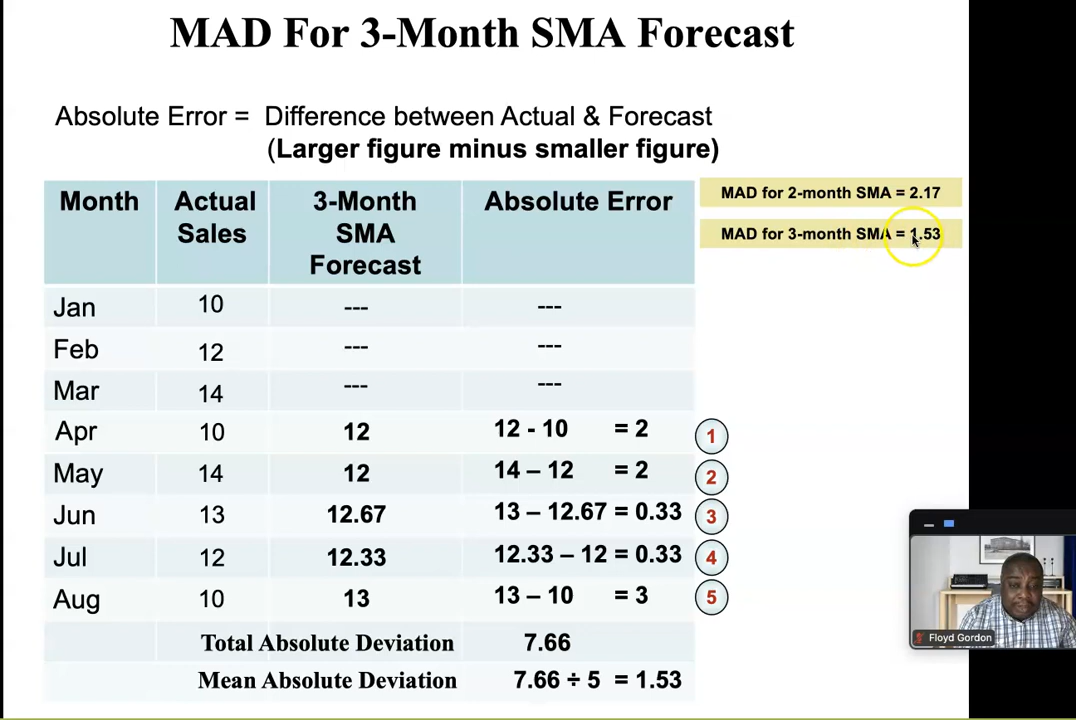 MAD For 3-Month SMA Forecast
Absolute Error = Difference between Actual & Forecast
(Larger figure minus smaller figure)
Month Actual Sales 3-Month SMA Forecast Absolute Error
MAD for 2-month SMA = 2.17
MAD for 3-month SMA = 1.53
Jan 10 --- ---
Feb 12 --- ---
Mar 14 --- ---
Apr 10 12 12 - 10 = 2 1
May 14 12 14 – 12 = 2 2
Jun 13 12.67 13 – 12.67 = 0.33 3
Jul 12 12.33 12.33 – 12 = 0.33 4
Aug 10 13 13 – 10 = 3 5
Total Absolute Deviation 7.66
Mean Absolute Deviation 7.66 ÷ 5 = 1.53
Floyd Gordon